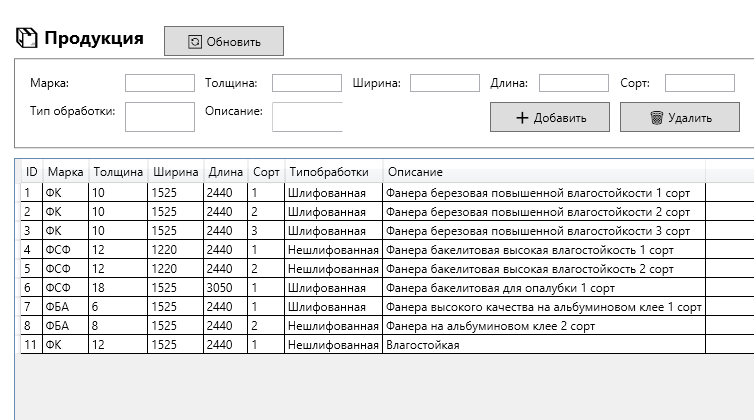 Продукция
Обновить
Марка: Толщина: Ширина: Длина: Сорт:
Тип обработки: Описание: Добавить Удалить
ID Марка Толщина Ширина Длина Сорт Типобработки Описание
1 ФК 10 1525 2440 1 Шлифованная Фанера березовая повышенной влагостойкости 1 сорт
2 ФК 10 1525 2440 2 Шлифованная Фанера березовая повышенной влагостойкости 2 сорт
3 ФК 10 1525 2440 3 Шлифованная Фанера березовая повышенной влагостойкости 3 сорт
4 ФСФ 12 1220 2440 1 Нешлифованная Фанера бакелитовая высокая влагостойкость 1 сорт
5 ФСФ 12 1220 2440 2 Нешлифованная Фанера бакелитовая высокая влагостойкость 2 сорт
6 ФСФ 18 1525 3050 1 Шлифованная Фанера бакелитовая для опалубки 1 сорт
7 ФБА 6 1525 2440 1 Шлифованная Фанера высокого качества на альбуминовом клее 1 сорт
8 ФБА 8 1525 2440 2 Нешлифованная Фанера на альбуминовом клее 2 сорт
11 ФК 12 1525 2440 1 Нешлифованная Влагостойкая